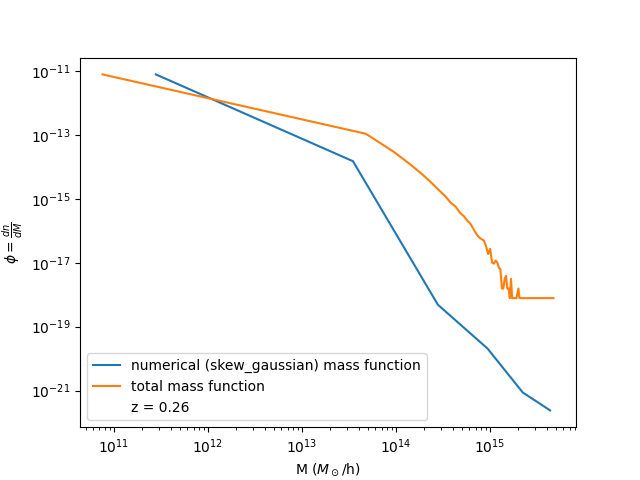 10⁻¹¹
10⁻¹³
10⁻¹⁵
10⁻¹⁷
10⁻¹⁹
10⁻²¹
ϕ = dn/dM
numerical (skew_gaussian) mass function
total mass function
z = 0.26
10¹¹ 10¹² 10¹³ 10¹⁴ 10¹⁵
M (M⊙/h)